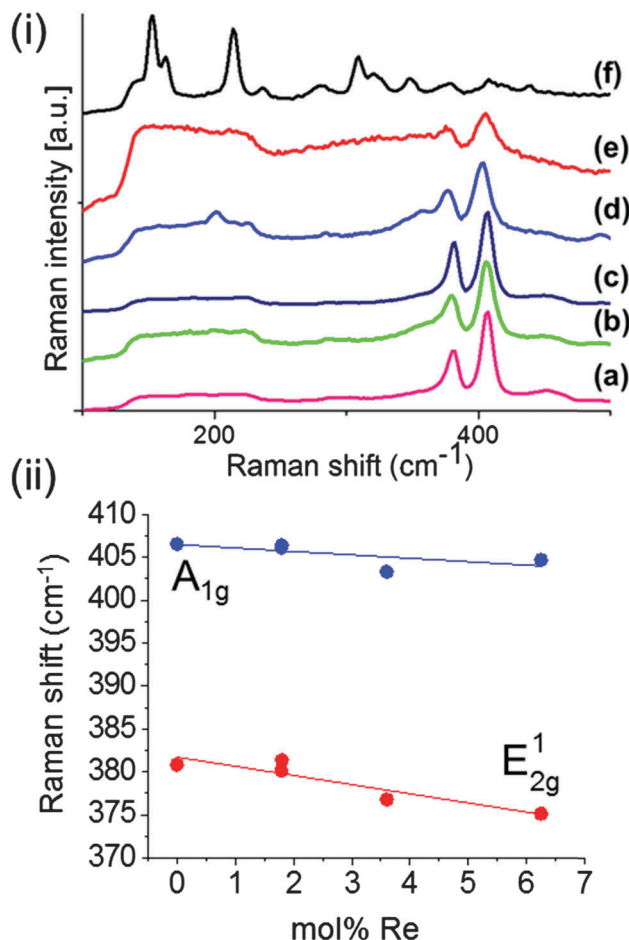 (i)
Raman intensity [a.u.]
(f)
(e)
(d)
(c)
(b)
(a)
200
400
Raman shift (cm⁻¹)
(ii)
Raman shift (cm⁻¹)
410
405
400
395
390
385
380
375
370
A₁g
E¹₂g
0 1 2 3 4 5 6 7
mol% Re